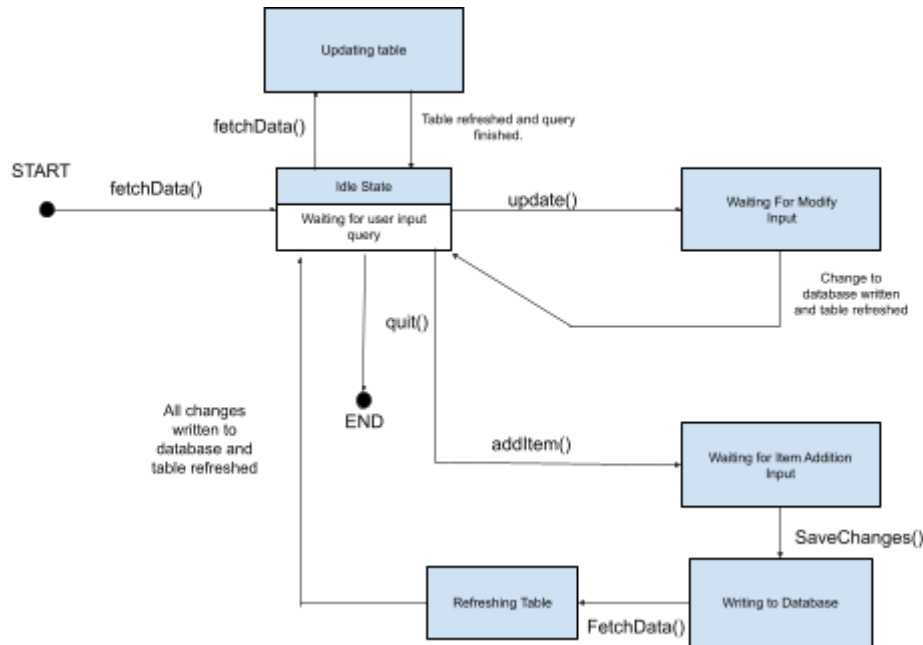 Updating table
fetchData()
Table refreshed and query
finished.
START
fetchData()
Idle State
Waiting for user input
query
update()
Waiting For Modify
Input
Change to
database written
and table refreshed
quit()
END
All changes
written to
database and
table refreshed
addItem()
Waiting for Item Addition
Input
SaveChanges()
Refreshing Table
FetchData()
Writing to Database